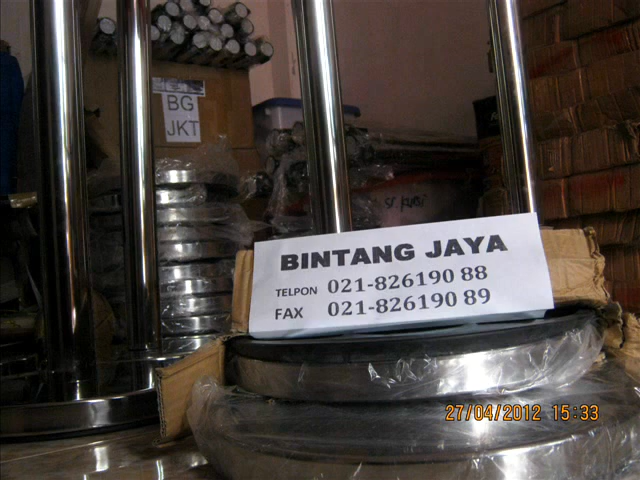 BG
JKT
BINTANG JAYA
TELPON 021-826190 88
FAX 021-826190 89
27/04/2012 15:33